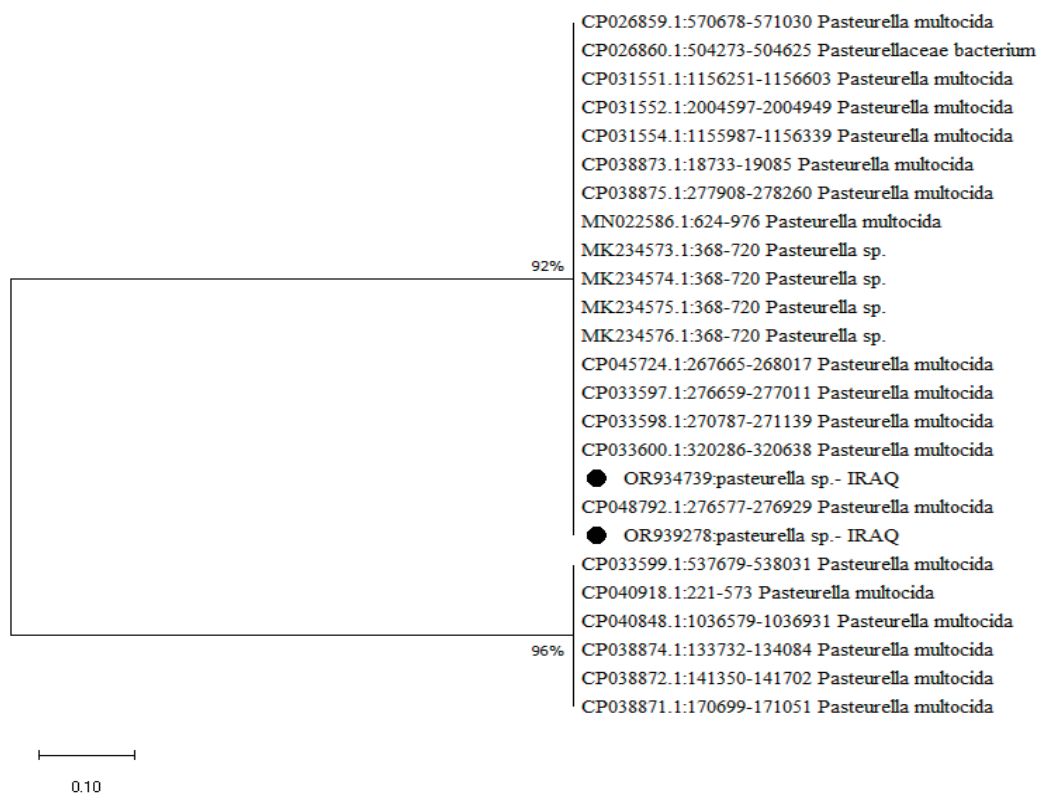 CP026859.1:570678-571030 Pasteurella multocida
CP026860.1:504273-504625 Pasteurellaceae bacterium
CP031551.1:1156251-1156603 Pasteurella multocida
CP031552.1:2004597-2004949 Pasteurella multocida
CP031554.1:1155987-1156339 Pasteurella multocida
CP038873.1:18733-19085 Pasteurella multocida
CP038875.1:277908-278260 Pasteurella multocida
MN022586.1:624-976 Pasteurella multocida
MK234573.1:368-720 Pasteurella sp.
92%
MK234574.1:368-720 Pasteurella sp.
MK234575.1:368-720 Pasteurella sp.
MK234576.1:368-720 Pasteurella sp.
CP045724.1:267665-268017 Pasteurella multocida
CP033597.1:276659-277011 Pasteurella multocida
CP033598.1:270787-271139 Pasteurella multocida
CP033600.1:320286-320638 Pasteurella multocida
OR934739:pasteurella sp.- IRAQ
CP048792.1:276577-276929 Pasteurella multocida
OR939278:pasteurella sp.- IRAQ
CP033599.1:537679-538031 Pasteurella multocida
CP040918.1:221-573 Pasteurella multocida
CP040848.1:1036579-1036931 Pasteurella multocida
96%
CP038874.1:133732-134084 Pasteurella multocida
CP038872.1:141350-141702 Pasteurella multocida
CP038871.1:170699-171051 Pasteurella multocida
0.10